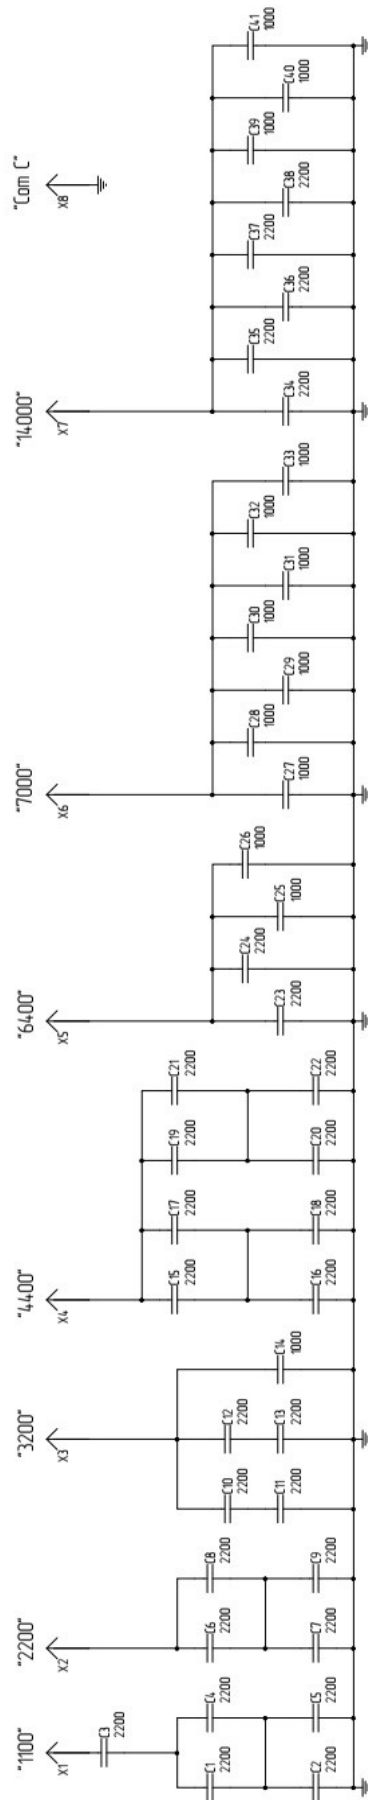 "1100"
X1
C3
2200
C1
2200
C4
2200
C2
2200
C5
2200
"2200"
X2
C6
2200
C8
2200
C7
2200
C9
2200
"3200"
X3
C10
2200
C12
2200
C11
2200
C13
2200
C14
1000
"4400"
X4
C15
2200
C17
2200
C19
2200
C21
2200
C16
2200
C18
2200
C20
2200
C22
2200
"6400"
X5
C23
2200
C24
2200
C25
1000
C26
1000
"7000"
X6
C27
1000
C28
1000
C29
1000
C30
1000
C31
1000
C32
1000
C33
1000
"14000"
X7
C34
2200
C35
2200
C36
2200
C37
2200
C38
2200
C39
1000
C40
1000
C41
1000
"Com C"
X8